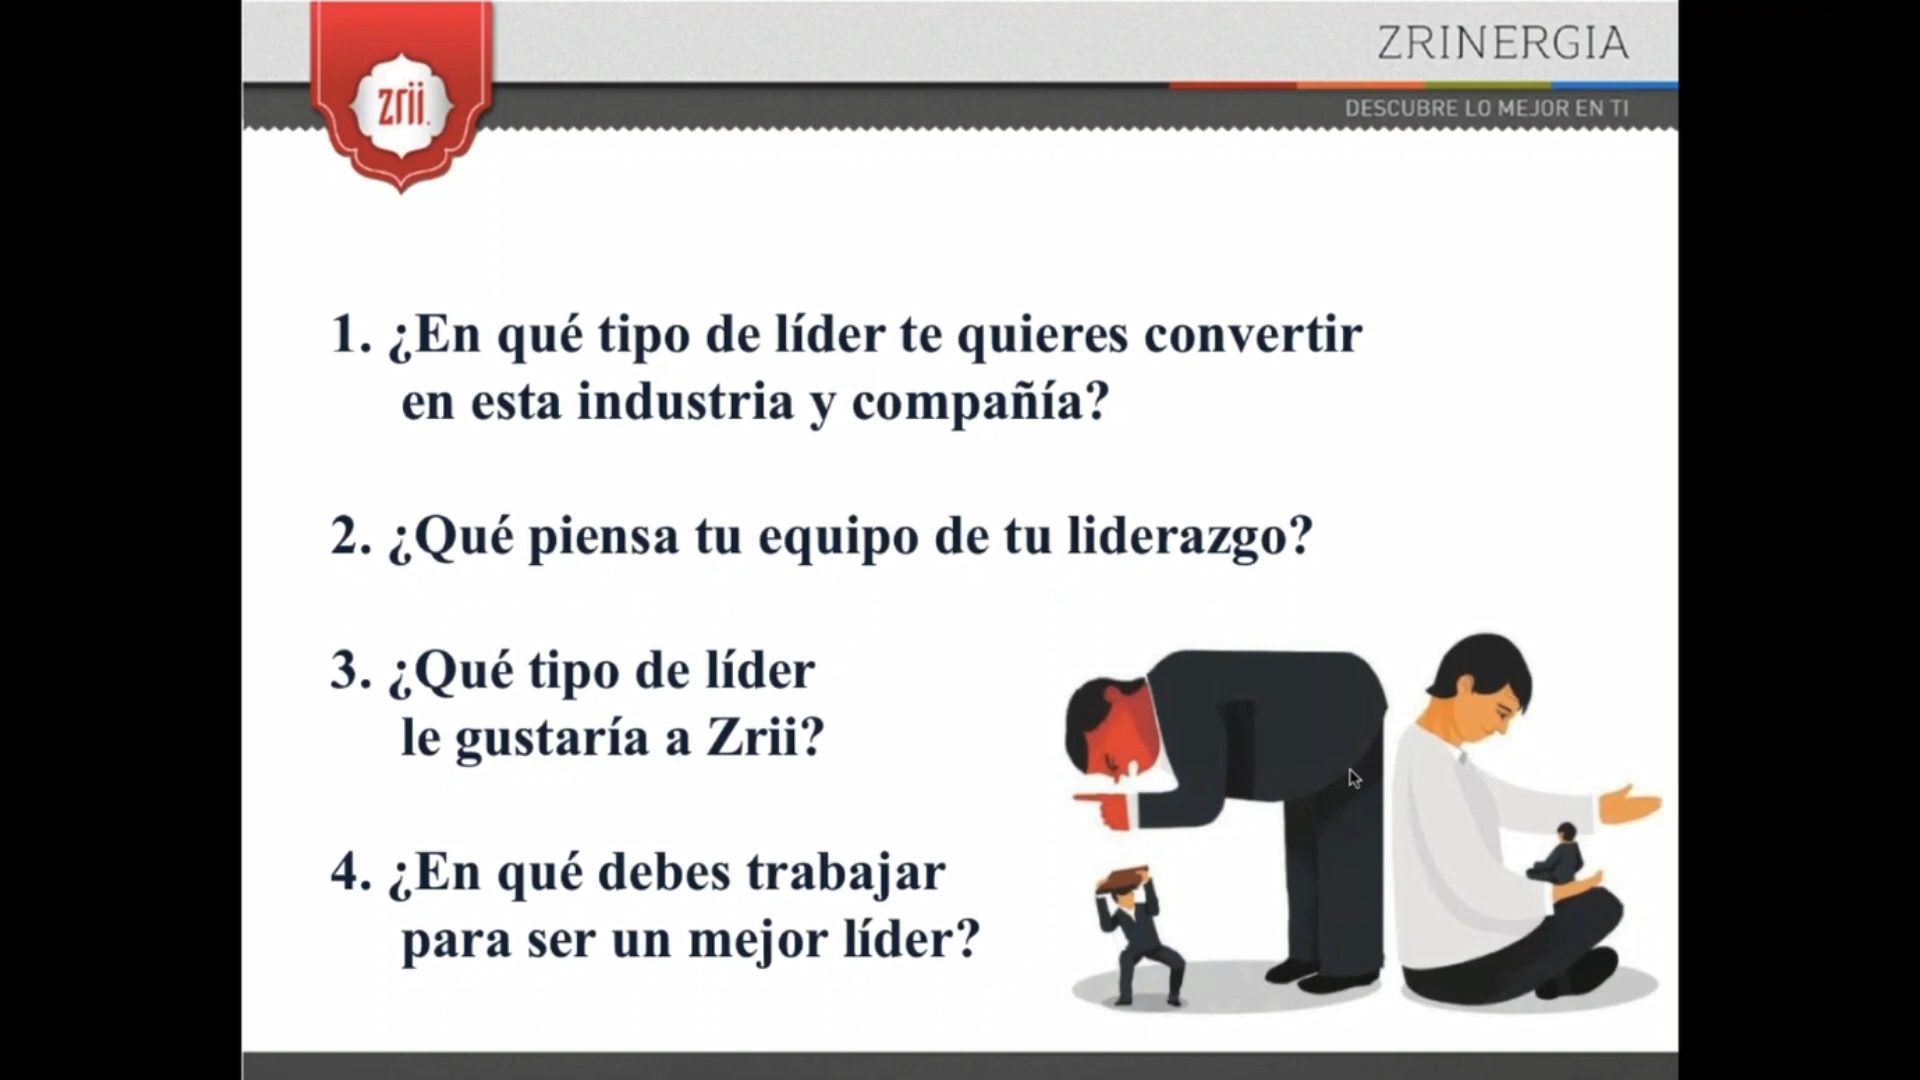 zrii
ZRINERGIA
DESCUBRE LO MEJOR EN TI
1. ¿En qué tipo de líder te quieres convertir
en esta industria y compañía?
2. ¿Qué piensa tu equipo de tu liderazgo?
3. ¿Qué tipo de líder
le gustaría a Zrii?
4. ¿En qué debes trabajar
para ser un mejor líder?